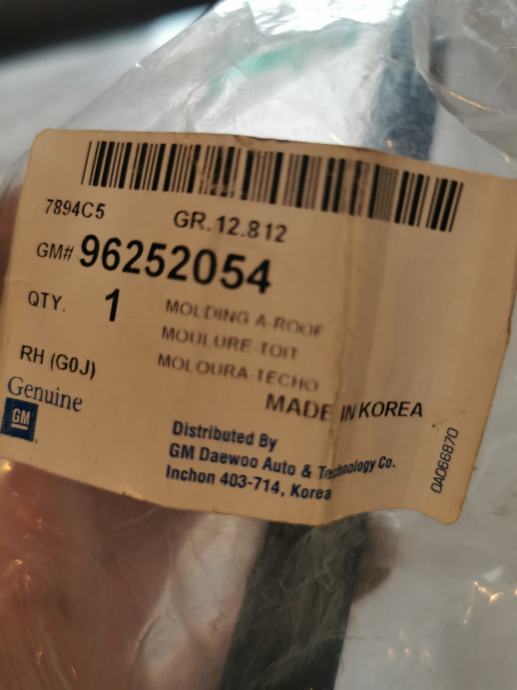 7894C5
GR.12.812
GM# 96252054
QTY. 1
MOLDING A-ROOF
MOULURE-TOIT
MOLOURA-TECHO
RH (G0J)
MADE IN KOREA
Genuine
GM
Distributed By
GM Daewoo Auto & Technology Co.
Inchon 403-714, Korea
0A066870